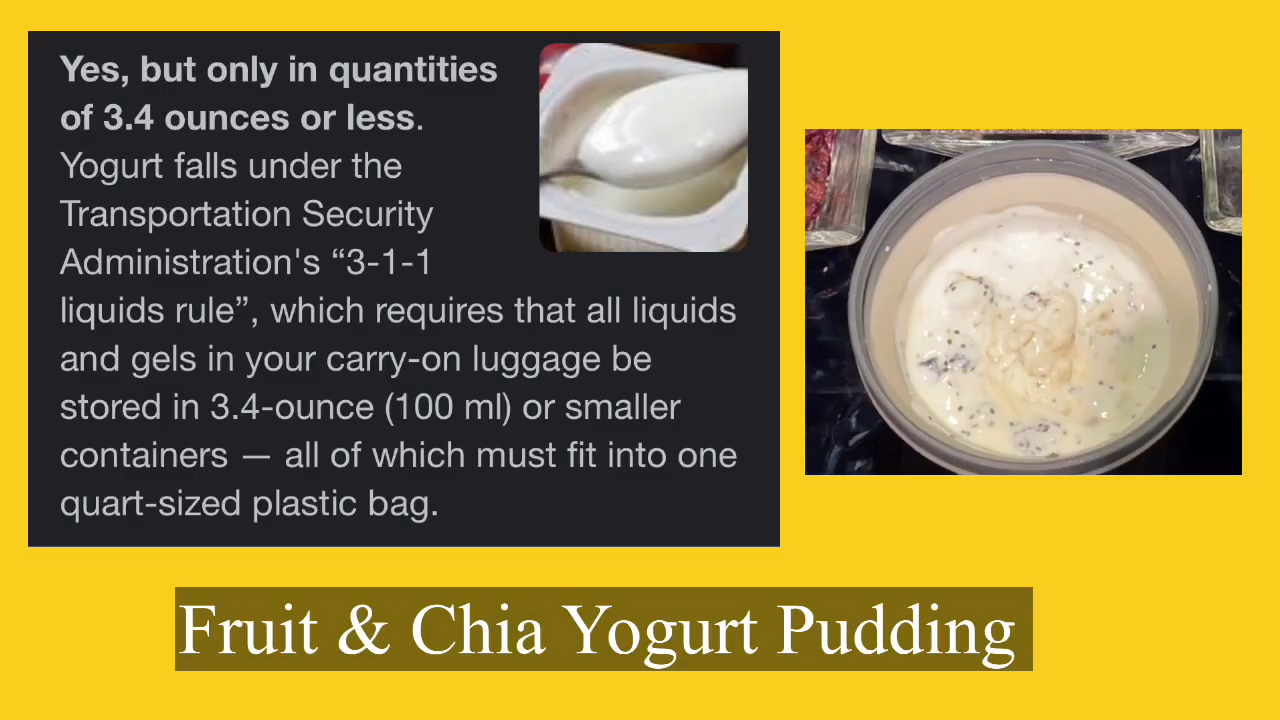 Yes, but only in quantities
of 3.4 ounces or less.
Yogurt falls under the
Transportation Security
Administration's “3-1-1
liquids rule”, which requires that all liquids
and gels in your carry-on luggage be
stored in 3.4-ounce (100 ml) or smaller
containers — all of which must fit into one
quart-sized plastic bag.
Fruit & Chia Yogurt Pudding